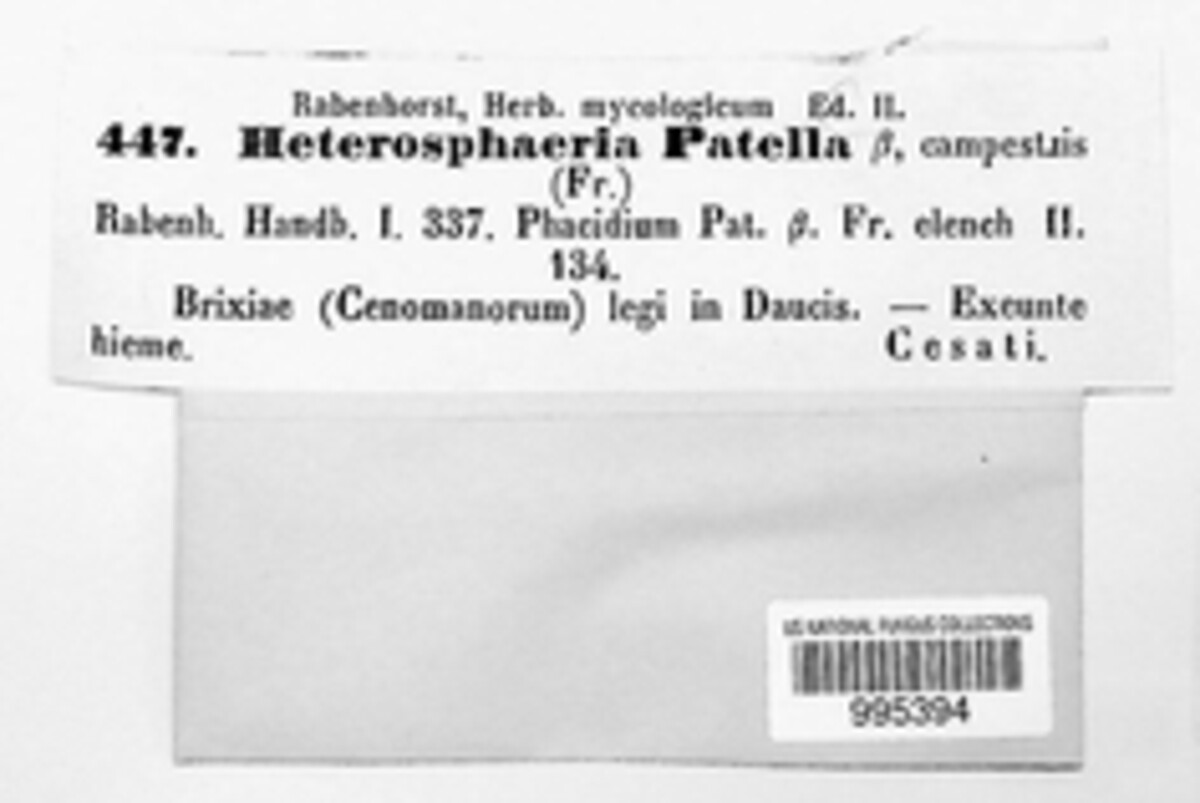 Rabenhorst, Herb. mycologicum Ed. II.
447. Heterosphaeria Patella β, campestris
(Fr.)
Rabenh. Handb. I. 337. Phacidium Pat. β. Fr. elench II.
134.
Brixiae (Cenomanorum) legi in Daucis. — Exeunte
hieme. Cesati.
US NATIONAL FUNGUS COLLECTIONS
995394